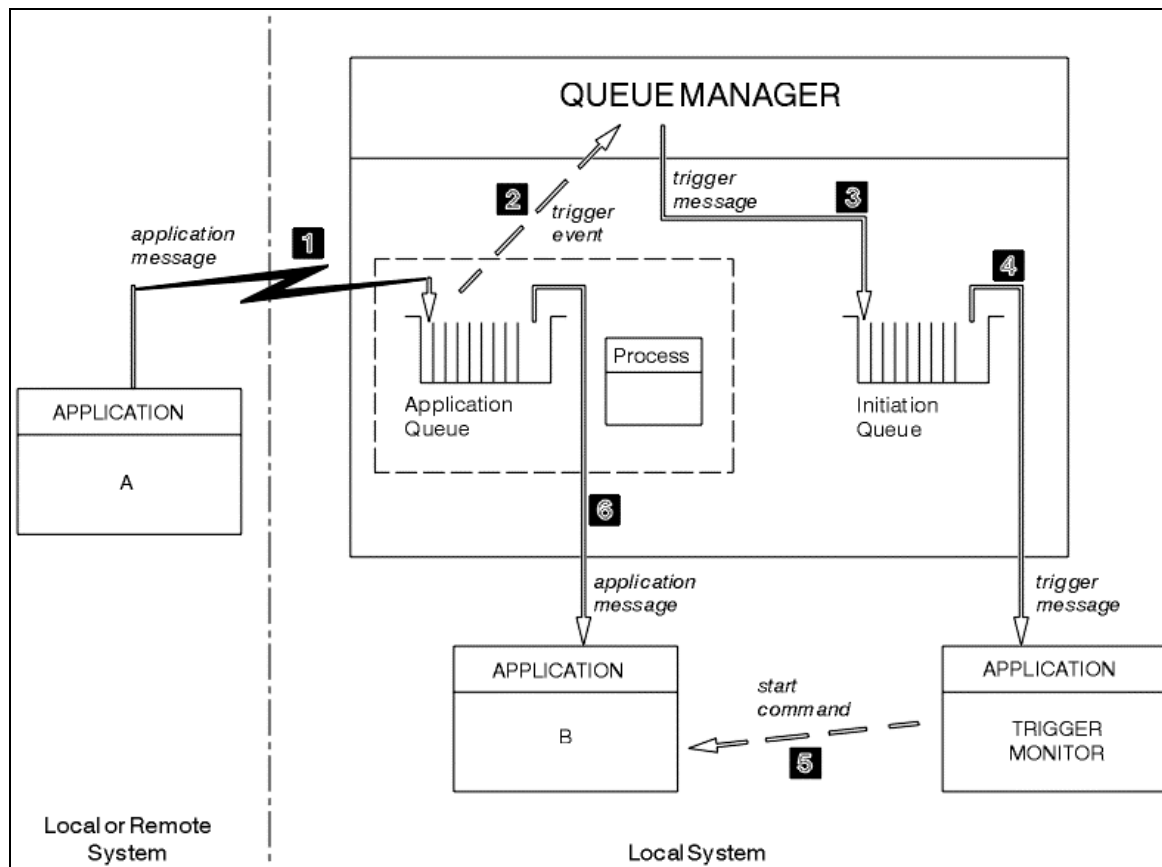 QUEUE MANAGER
2
trigger
event
trigger
message
3
1
application
message
4
Process
Application
Queue
Initiation
Queue
APPLICATION
A
6
application
message
trigger
message
APPLICATION
B
start
command
5
APPLICATION
TRIGGER
MONITOR
Local or Remote
System
Local System